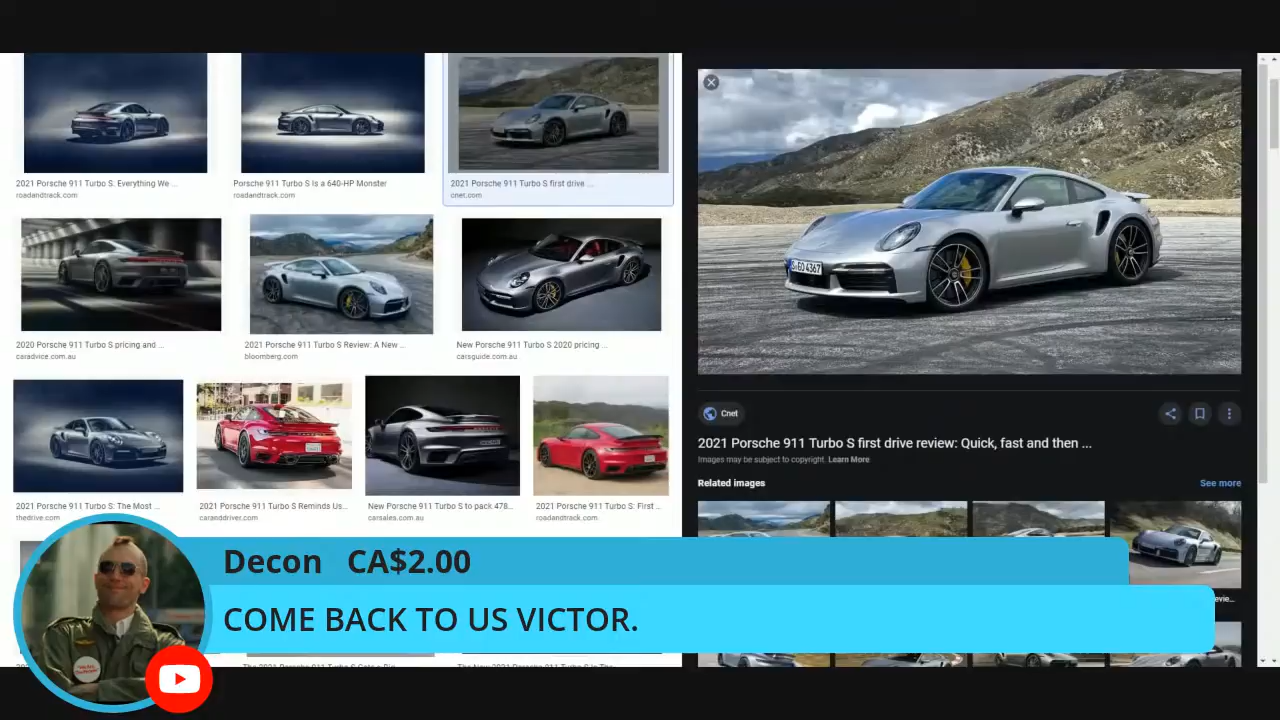 2021 Porsche 911 Turbo S: Everything We ...
roadandtrack.com
Porsche 911 Turbo S Is a 640-HP Monster
roadandtrack.com
2021 Porsche 911 Turbo S first drive ...
cnet.com
2020 Porsche 911 Turbo S pricing and ...
caradvice.com.au
2021 Porsche 911 Turbo S Review: A New ...
bloomberg.com
New Porsche 911 Turbo S 2020 pricing ...
carsguide.com.au
2021 Porsche 911 Turbo S: The Most ...
thedrive.com
2021 Porsche 911 Turbo S Reminds Us...
caranddriver.com
New Porsche 911 Turbo S to pack 478...
carsales.com.au
2021 Porsche 911 Turbo S: First ...
roadandtrack.com
S·GO 4367
Cnet
2021 Porsche 911 Turbo S first drive review: Quick, fast and then ...
Images may be subject to copyright. Learn More
Related images
See more
Decon CA$2.00
COME BACK TO US VICTOR.